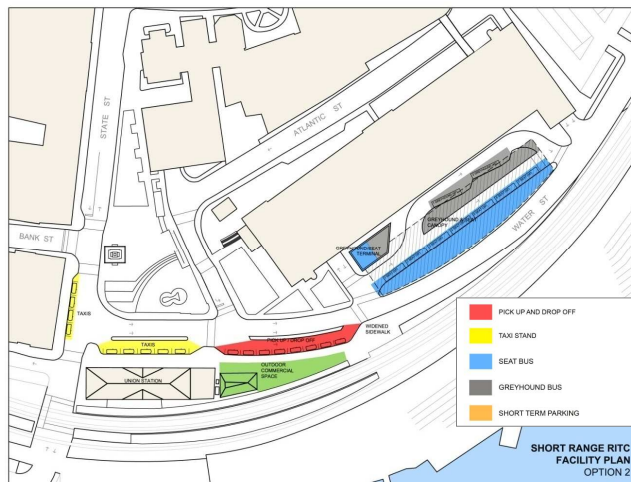 STATE ST
ATLANTIC ST
BANK ST
WATER ST
GREYHOUND & SEAT
CANOPY
GREYHOUND/SEAT
TERMINAL
TAXIS
TAXIS
PICK UP / DROP OFF
WIDENED
SIDEWALK
OUTDOOR
COMMERCIAL
SPACE
UNION STATION
PICK UP AND DROP OFF
TAXI STAND
SEAT BUS
GREYHOUND BUS
SHORT TERM PARKING
SHORT RANGE RITC
FACILITY PLAN
OPTION 2